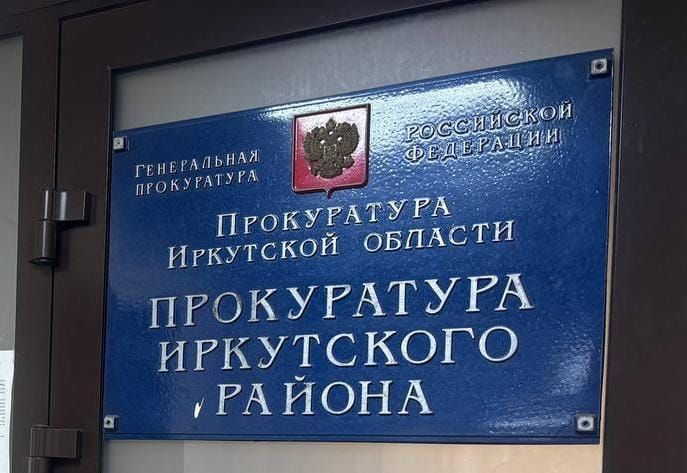 ГЕНЕРАЛЬНАЯ
ПРОКУРАТУРА
РОССИЙСКОЙ
ФЕДЕРАЦИИ
ПРОКУРАТУРА
ИРКУТСКОЙ ОБЛАСТИ
ПРОКУРАТУРА
ИРКУТСКОГО
РАЙОНА